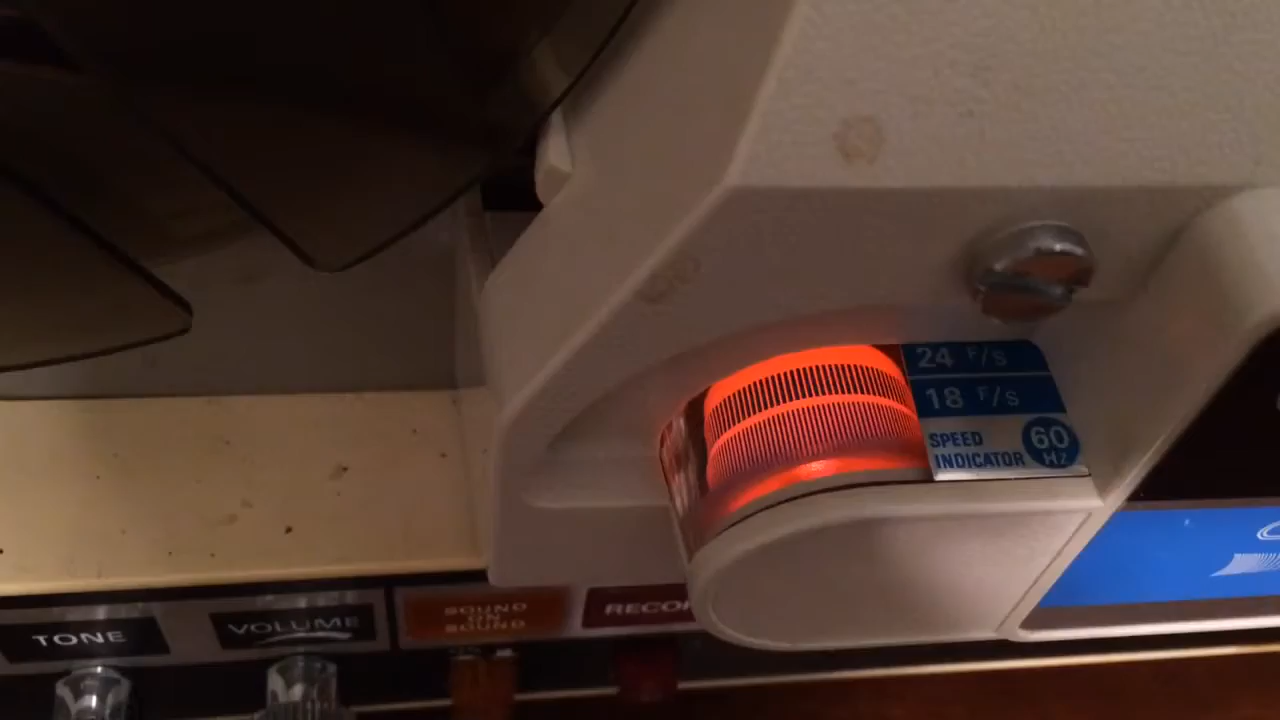 24 F/s
18 F/s
SPEED
INDICATOR
60
Hz
TONE
VOLUME
SOUND
ON
SOUND